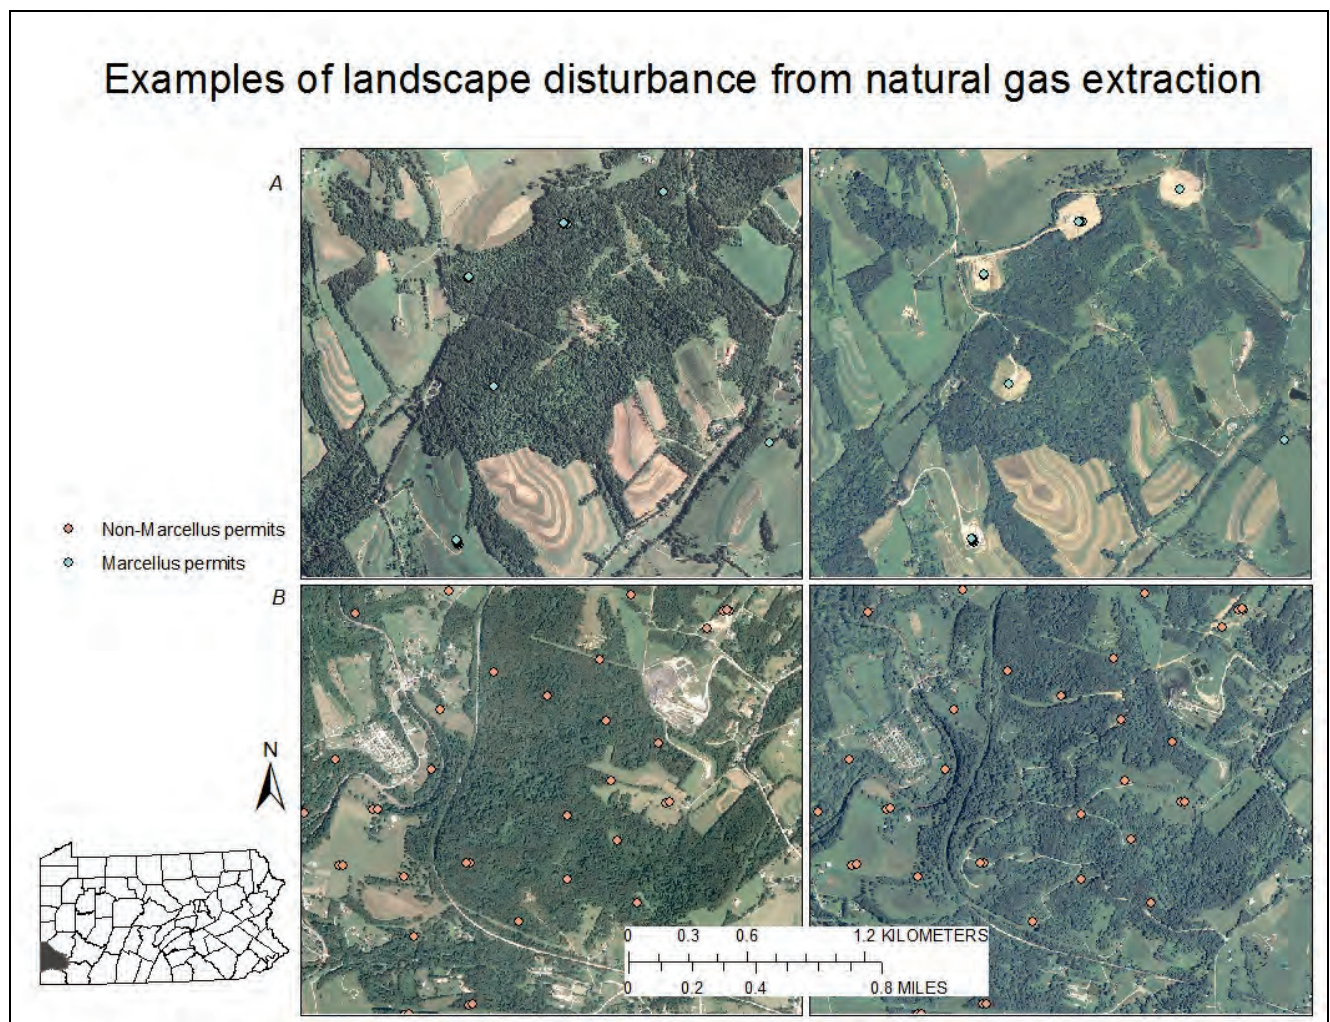 Examples of landscape disturbance from natural gas extraction
A
Non-Marcellus permits
Marcellus permits
B
N
0 0.3 0.6 1.2 KILOMETERS
0 0.2 0.4 0.8 MILES